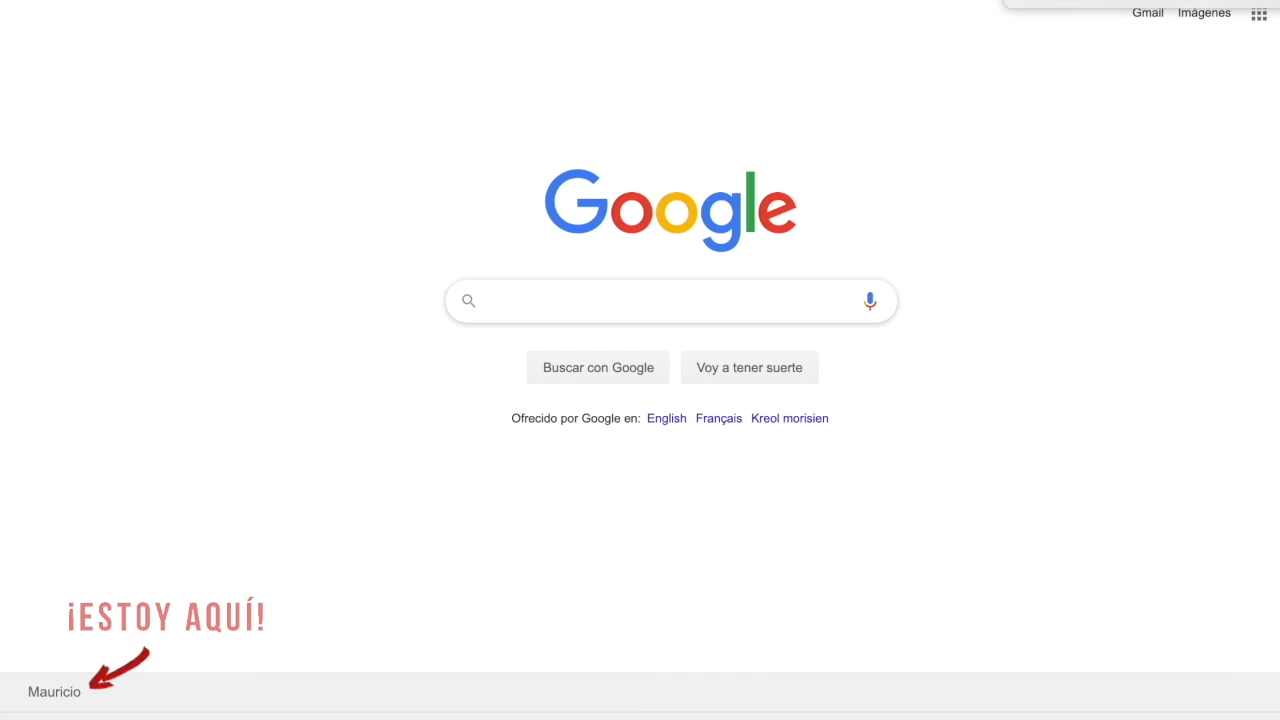 Gmail Imágenes
Google
Buscar con Google Voy a tener suerte
Ofrecido por Google en: English Français Kreol morisien
¡ESTOY AQUÍ!
Mauricio